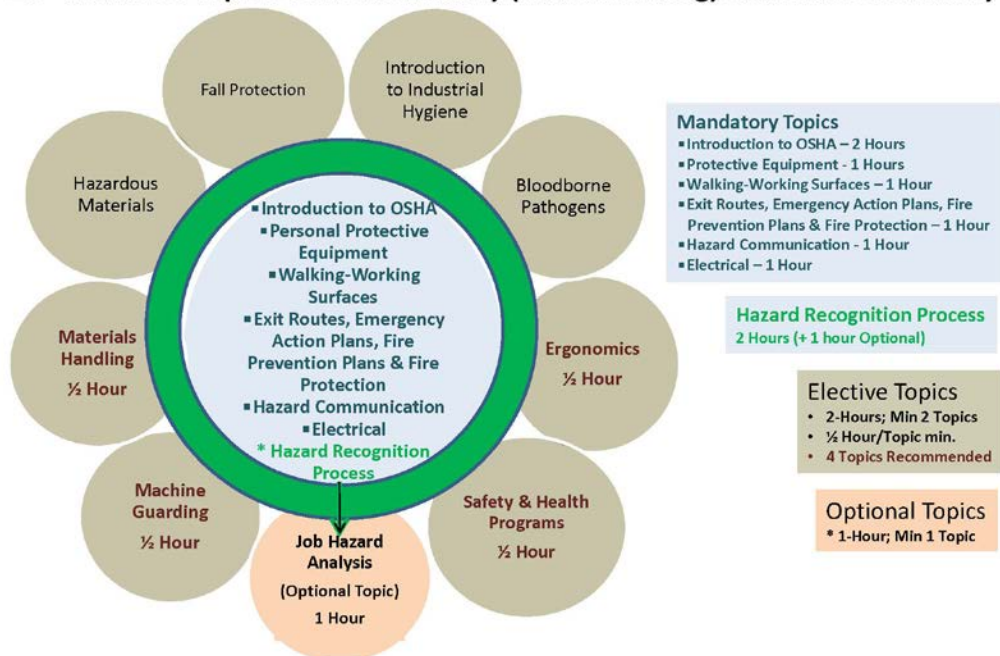 Fall Protection
Introduction
to Industrial
Hygiene
Hazardous
Materials
Bloodborne
Pathogens
▪Introduction to OSHA
▪Personal Protective
Equipment
▪Walking-Working
Surfaces
▪Exit Routes, Emergency
Action Plans, Fire
Prevention Plans & Fire
Protection
▪Hazard Communication
▪Electrical
* Hazard Recognition
Process
Materials
Handling
½ Hour
Ergonomics
½ Hour
Machine
Guarding
½ Hour
Safety & Health
Programs
½ Hour
Job Hazard
Analysis
(Optional Topic)
1 Hour
Mandatory Topics
▪Introduction to OSHA – 2 Hours
▪Protective Equipment - 1 Hours
▪Walking-Working Surfaces – 1 Hour
▪Exit Routes, Emergency Action Plans, Fire
Prevention Plans & Fire Protection – 1 Hour
▪Hazard Communication - 1 Hour
▪Electrical – 1 Hour
Hazard Recognition Process
2 Hours (+ 1 hour Optional)
Elective Topics
• 2-Hours; Min 2 Topics
• ½ Hour/Topic min.
• 4 Topics Recommended
Optional Topics
* 1-Hour; Min 1 Topic